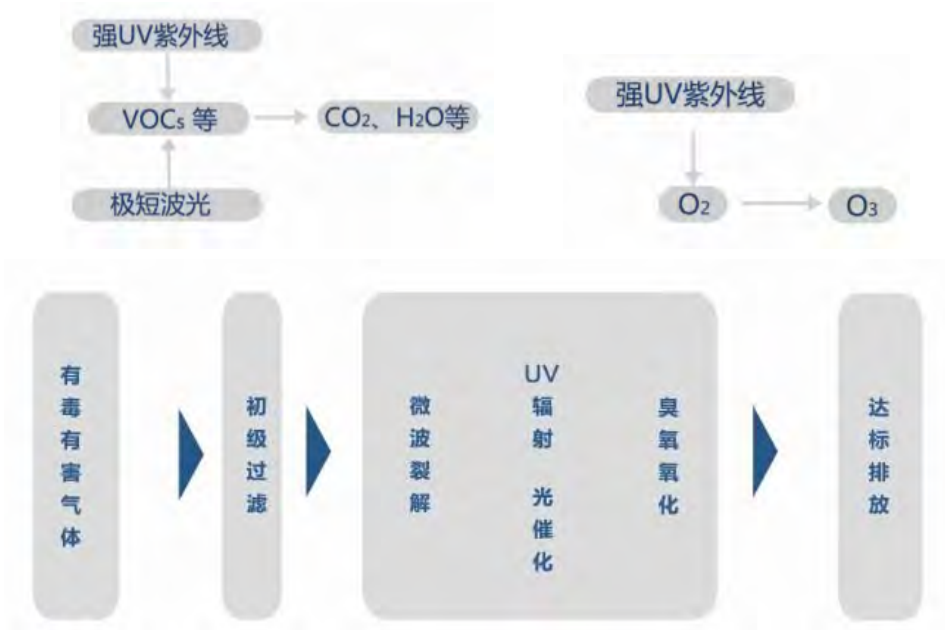 强UV紫外线
VOCs 等
CO2、H2O等
极短波光
强UV紫外线
O2
O3
有毒有害气体
初级过滤
微波裂解
UV辐射 光催化
臭氧氧化
达标排放